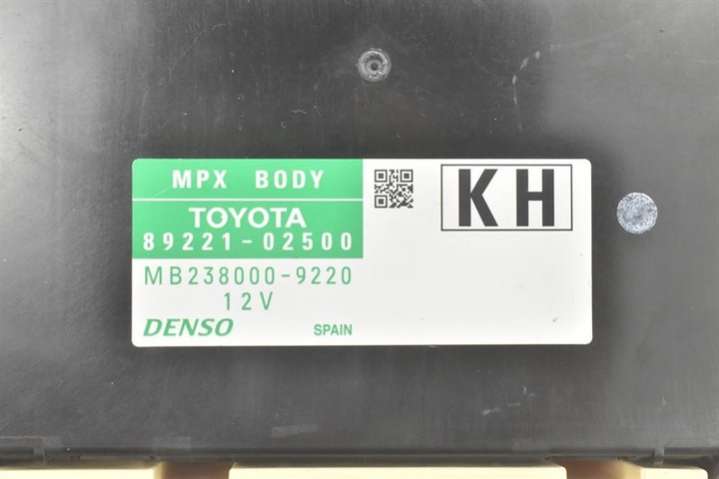 MPX BODY
KH
TOYOTA
89221-02500
MB238000-9220
12V
DENSO SPAIN